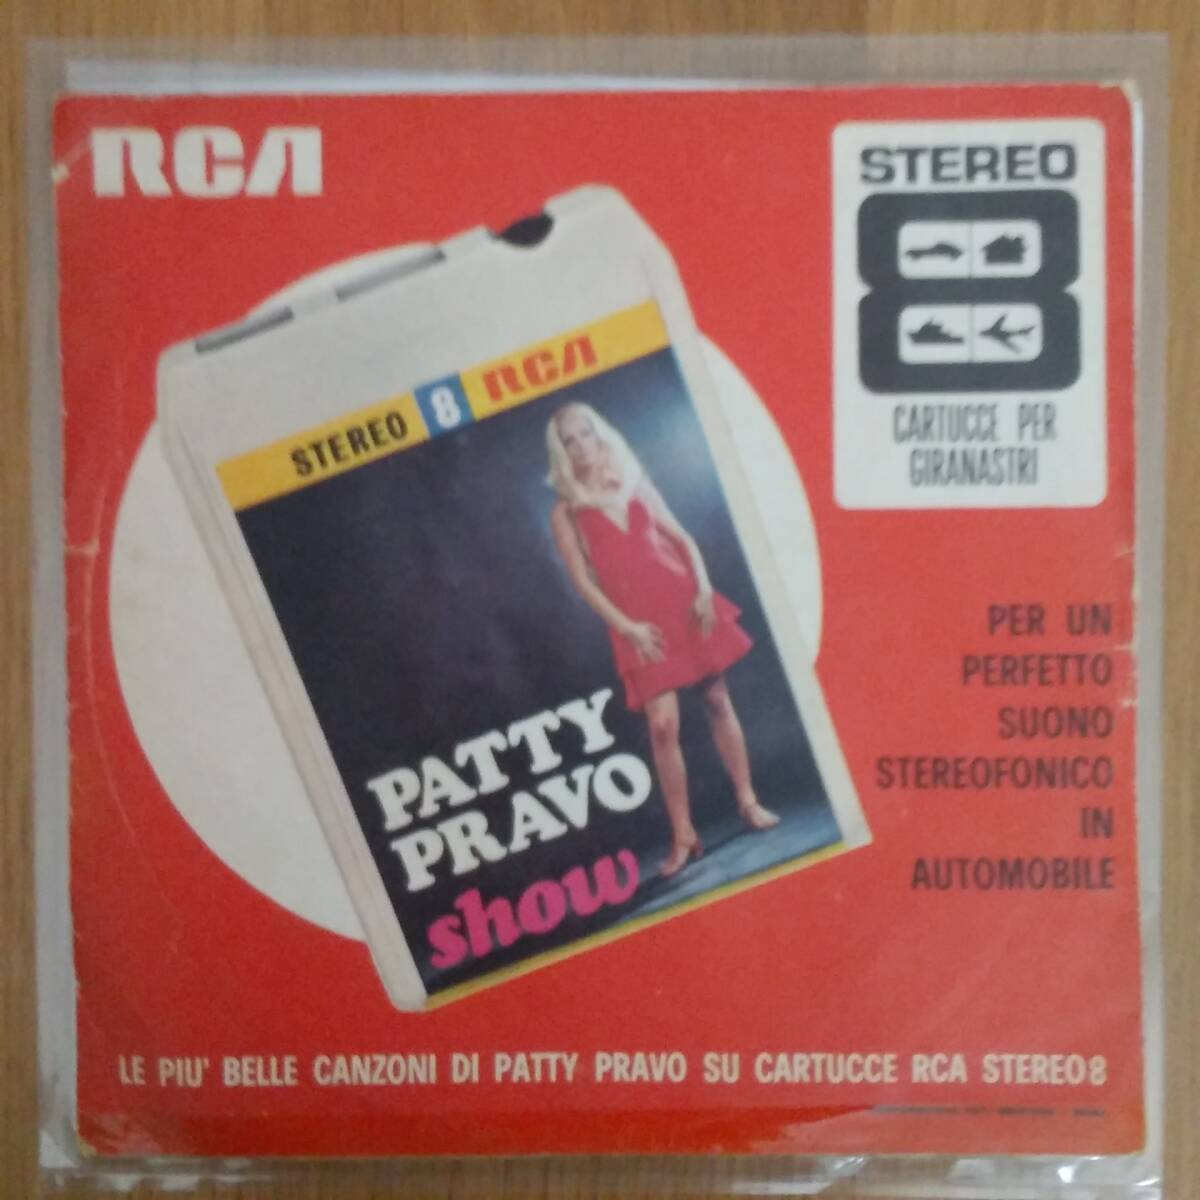 RCA
STEREO
8
CARTUCCE PER
GIRANASTRI
STEREO 8 RCA
PATTY
PRAVO
show
PER UN
PERFETTO
SUONO
STEREOFONICO
IN
AUTOMOBILE
LE PIU' BELLE CANZONI DI PATTY PRAVO SU CARTUCCE RCA STEREO8